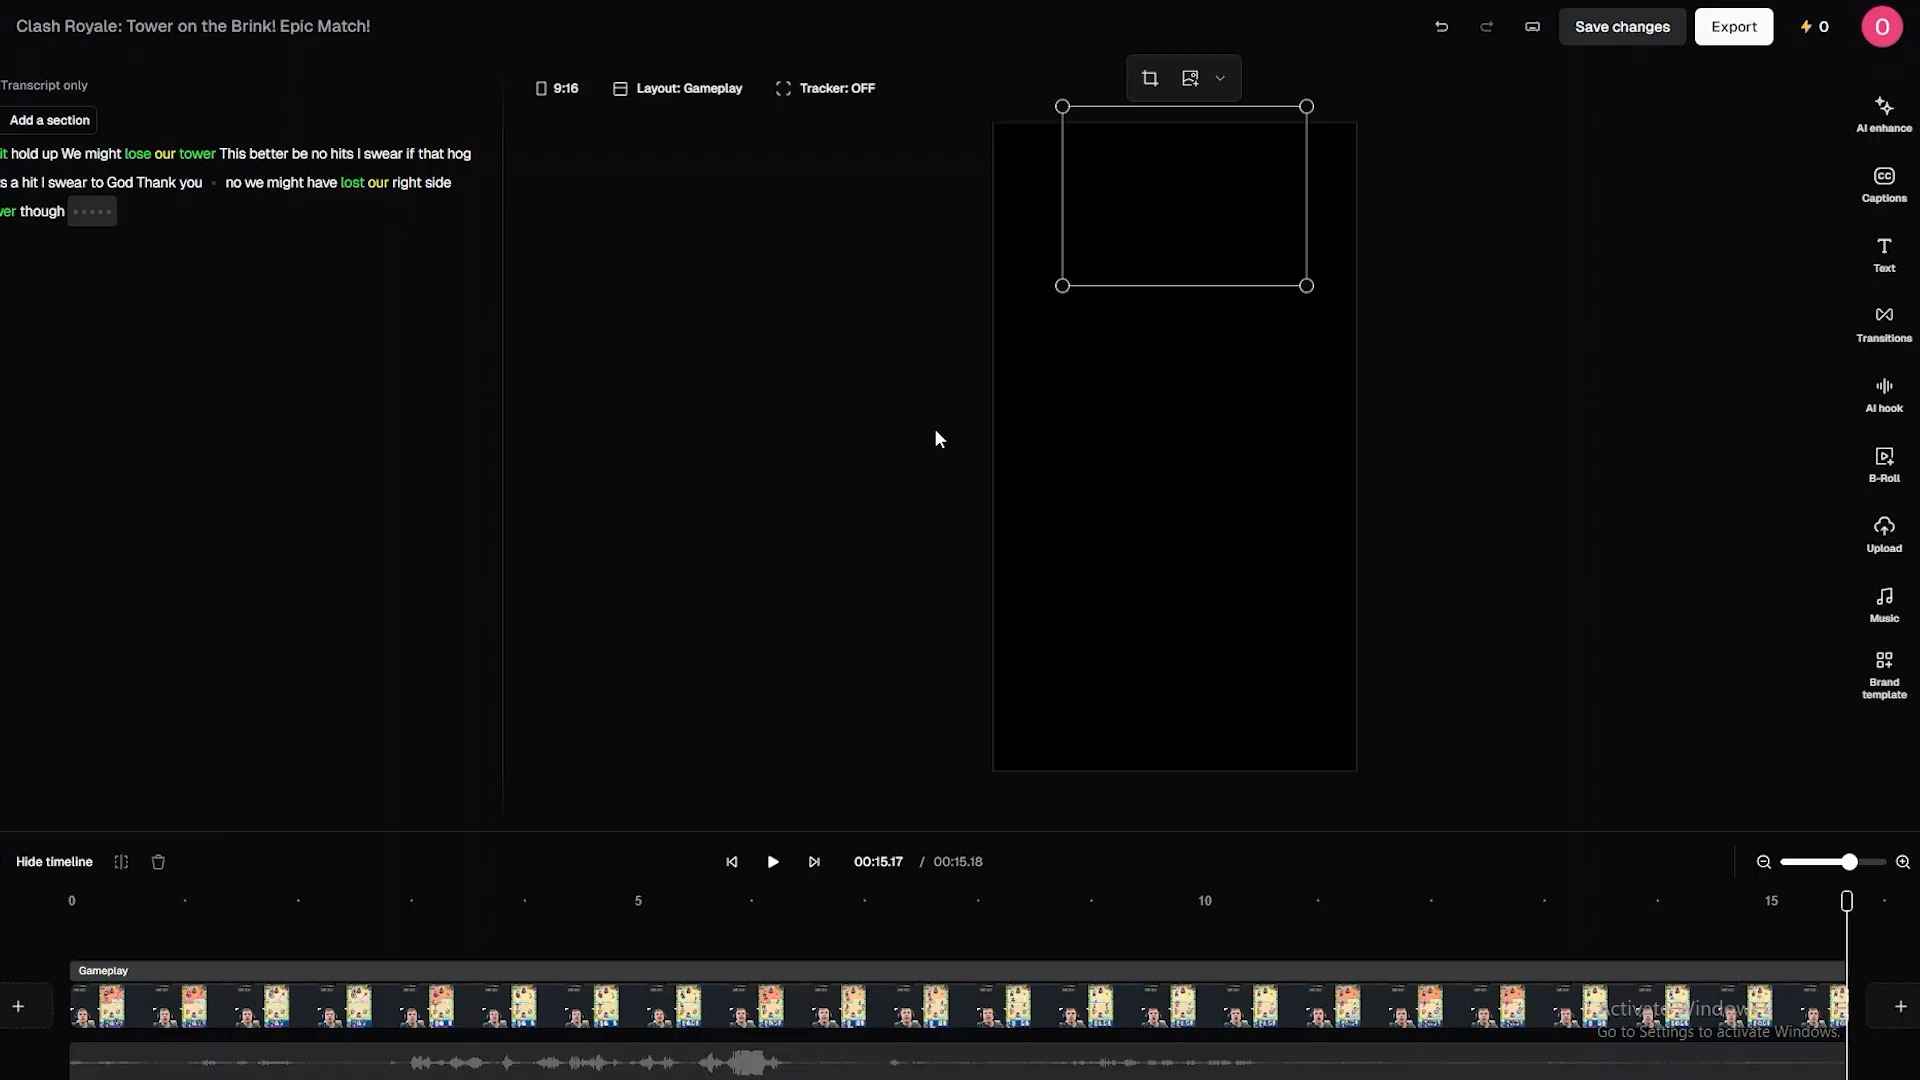 Clash Royale: Tower on the Brink! Epic Match!
Save changes
Export
0
O
Transcript only
9:16
Layout: Gameplay
Tracker: OFF
Add a section
it hold up We might lose our tower This better be no hits I swear if that hog
s a hit I swear to God Thank you no we might have lost our right side
wer though
AI enhance
CC
Captions
T
Text
Transitions
AI hook
B-Roll
Upload
Music
Brand
template
Hide timeline
00:15.17 / 00:15.18
0 5 10 15
Gameplay
Activate Windows
Go to Settings to activate Windows.